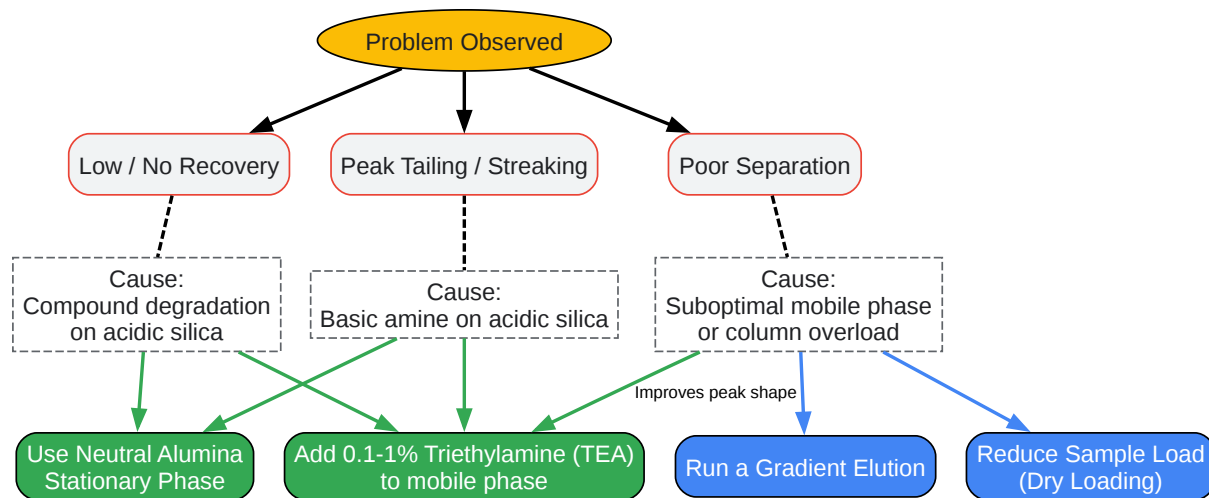 Problem Observed
Low / No Recovery
Peak Tailing / Streaking
Poor Separation
Cause:
Compound degradation
on acidic silica
Cause:
Basic amine on acidic silica
Cause:
Suboptimal mobile phase
or column overload
Improves peak shape
Use Neutral Alumina
Stationary Phase
Add 0.1-1% Triethylamine (TEA)
to mobile phase
Run a Gradient Elution
Reduce Sample Load
(Dry Loading)